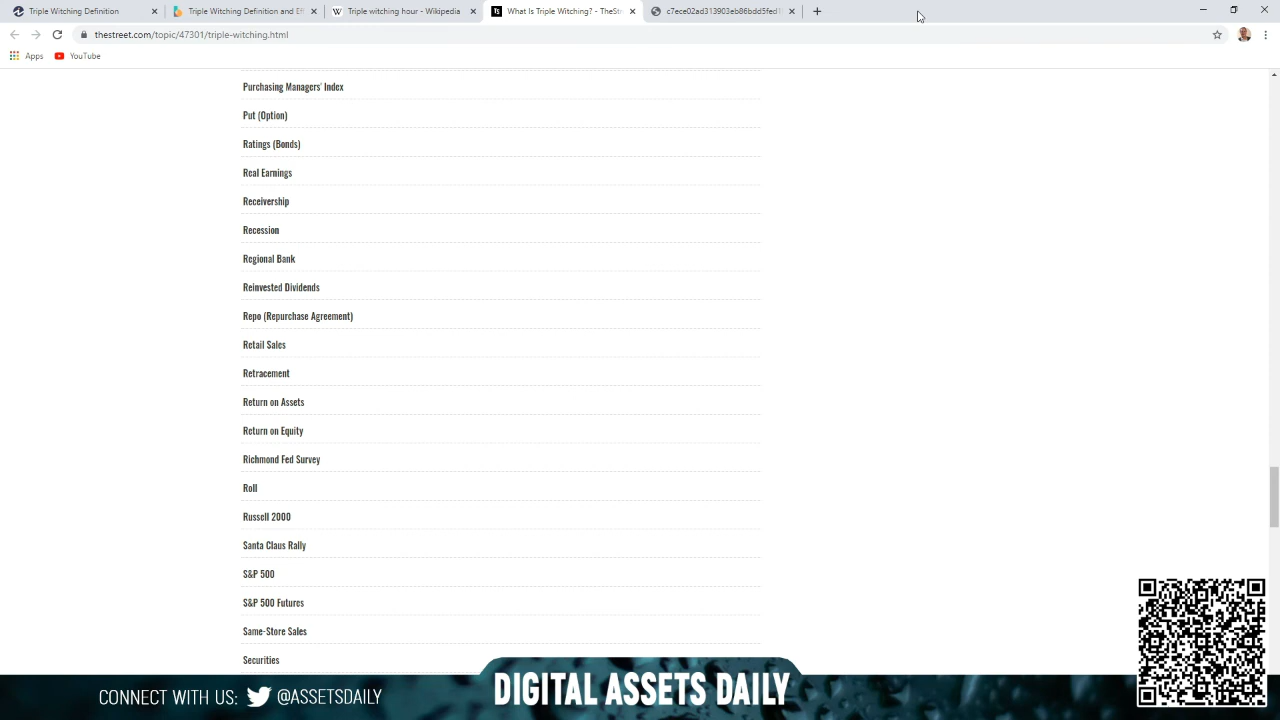 Triple Witching Definition
Triple Witching Definition and Ef
Triple witching hour - Wikipedia
What Is Triple Witching? - TheStr
c7ece02ad313903eb86bdd5fed1
thestreet.com/topic/47301/triple-witching.html
Apps
YouTube
Purchasing Managers' Index
Put (Option)
Ratings (Bonds)
Real Earnings
Receivership
Recession
Regional Bank
Reinvested Dividends
Repo (Repurchase Agreement)
Retail Sales
Retracement
Return on Assets
Return on Equity
Richmond Fed Survey
Roll
Russell 2000
Santa Claus Rally
S&P 500
S&P 500 Futures
Same-Store Sales
Securities
CONNECT WITH US: @ASSETSDAILY
DIGITAL ASSETS DAILY